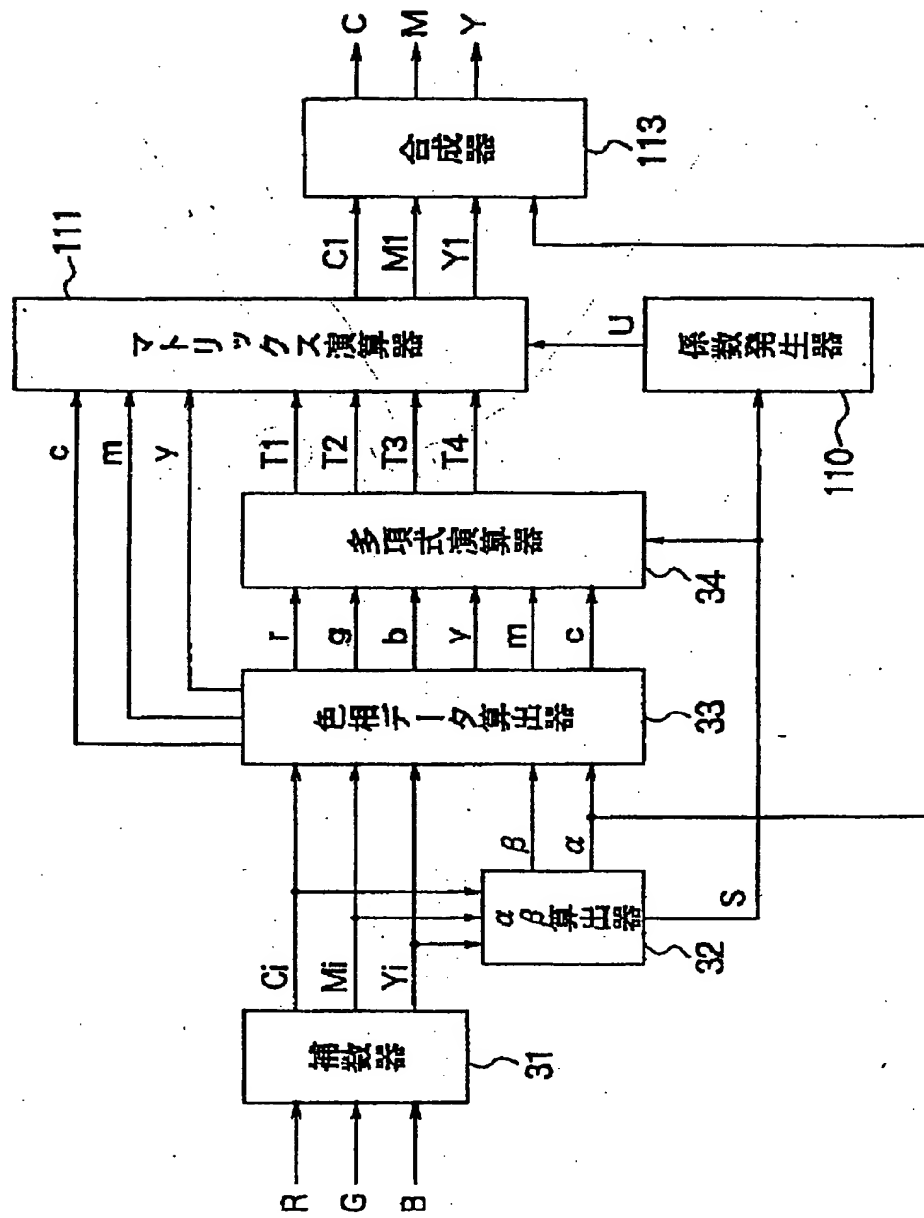 R
G
B
補数器
31
Ci
Mi
Yi
αβ算出器
32
β
α
S
色相データ算出器
33
c
m
y
r
g
b
y
m
c
多項式演算器
34
T1
T2
T3
T4
マトリックス演算器
111
U
係数発生器
110
C1
M1
Y1
合成器
113
C
M
Y